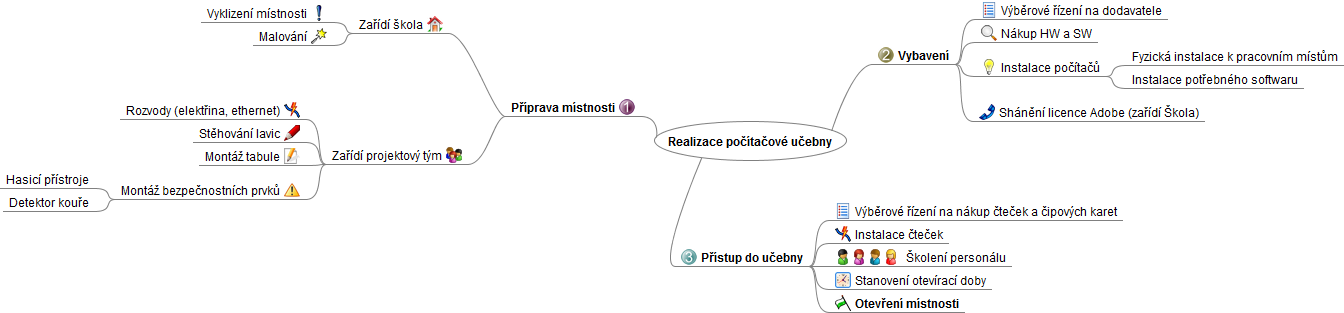 Realizace počítačové učebny
1
Příprava místnosti
Zařídí škola
Vyklizení místnosti
Malování
Zařídí projektový tým
Rozvody (elektřina, ethernet)
Stěhování lavic
Montáž tabule
Montáž bezpečnostních prvků
Hasicí přístroje
Detektor kouře
2
Vybavení
Výběrové řízení na dodavatele
Nákup HW a SW
Instalace počítačů
Fyzická instalace k pracovním místům
Instalace potřebného softwaru
Shánění licence Adobe (zařídí Škola)
3
Přístup do učebny
Výběrové řízení na nákup čteček a čipových karet
Instalace čteček
Školení personálu
Stanovení otevírací doby
Otevření místnosti